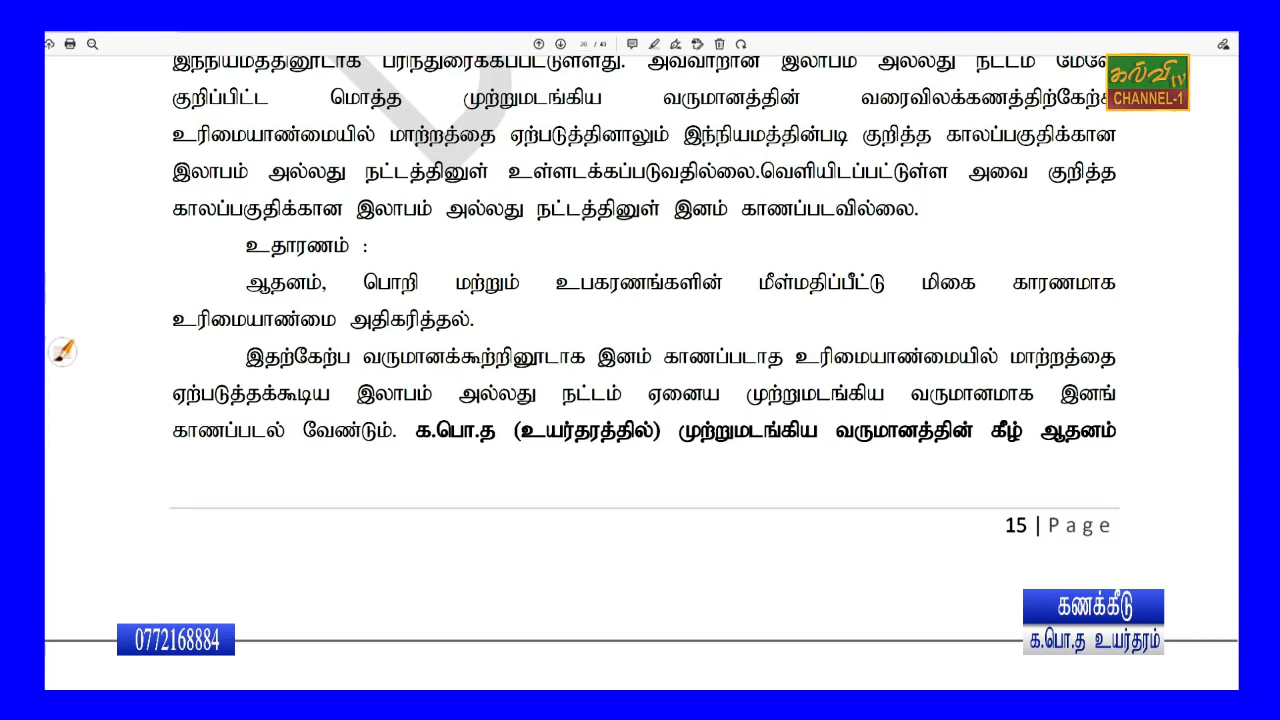 20 / 43
இந்நியமத்தினூடாக பரிந்துரைக்கப்பட்டுள்ளது. அவ்வாறான இலாபம் அல்லது நட்டம் மேலே
கல்வி TV
CHANNEL-1
குறிப்பிட்ட மொத்த முற்றுமடங்கிய வருமானத்தின் வரைவிலக்கணத்திற்கேற்ப
உரிமையாண்மையில் மாற்றத்தை ஏற்படுத்தினாலும் இந்நியமத்தின்படி குறித்த காலப்பகுதிக்கான
இலாபம் அல்லது நட்டத்தினுள் உள்ளடக்கப்படுவதில்லை.வெளியிடப்பட்டுள்ள அவை குறித்த
காலப்பகுதிக்கான இலாபம் அல்லது நட்டத்தினுள் இனம் காணப்படவில்லை.
உதாரணம் :
ஆதனம், பொறி மற்றும் உபகரணங்களின் மீள்மதிப்பீட்டு மிகை காரணமாக
உரிமையாண்மை அதிகரித்தல்.
இதற்கேற்ப வருமானக்கூற்றினூடாக இனம் காணப்படாத உரிமையாண்மையில் மாற்றத்தை
ஏற்படுத்தக்கூடிய இலாபம் அல்லது நட்டம் ஏனைய முற்றுமடங்கிய வருமானமாக இனங்
காணப்படல் வேண்டும். க.பொ.த (உயர்தரத்தில்) முற்றுமடங்கிய வருமானத்தின் கீழ் ஆதனம்
15 | Page
கணக்கீடு
0772168884
க.பொ.த உயர்தரம்